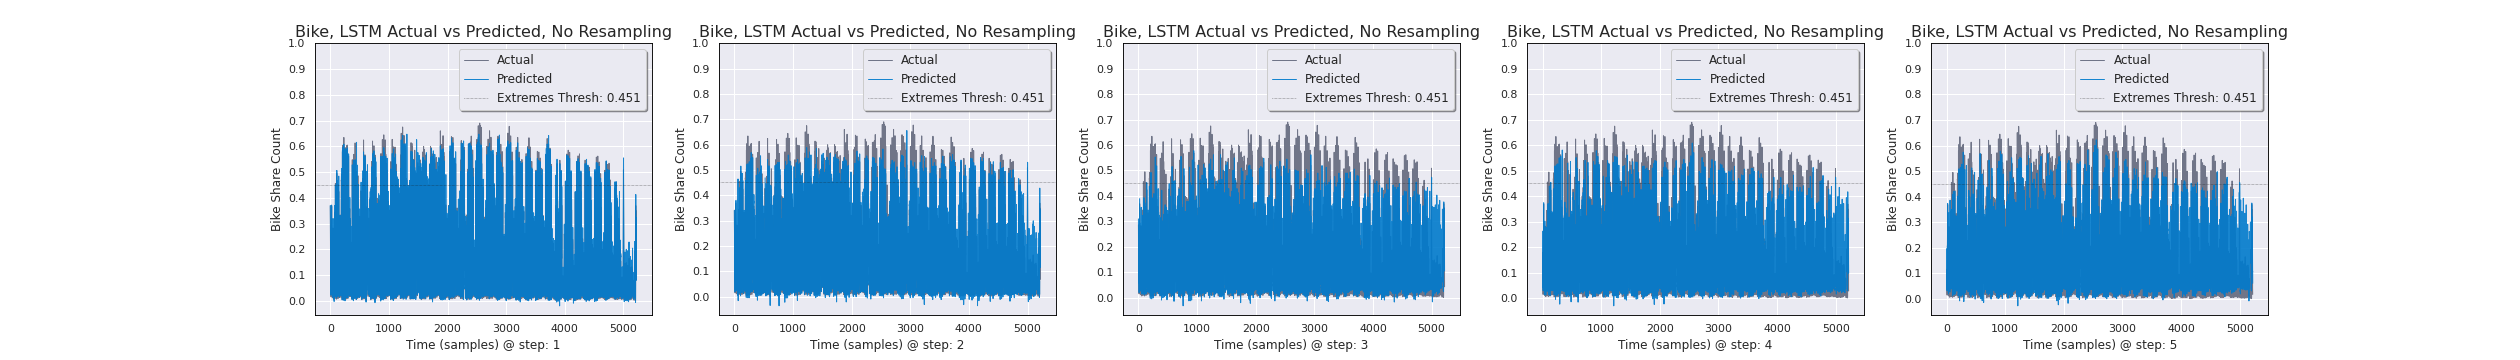 Bike, LSTM Actual vs Predicted, No Resampling
1.0
0.9
0.8
0.7
0.6
0.5
0.4
0.3
0.2
0.1
0.0
Bike Share Count
Actual
Predicted
Extremes Thresh: 0.451
0 1000 2000 3000 4000 5000
Time (samples) @ step: 1
Bike, LSTM Actual vs Predicted, No Resampling
1.0
0.9
0.8
0.7
0.6
0.5
0.4
0.3
0.2
0.1
0.0
Bike Share Count
Actual
Predicted
Extremes Thresh: 0.451
0 1000 2000 3000 4000 5000
Time (samples) @ step: 2
Bike, LSTM Actual vs Predicted, No Resampling
1.0
0.9
0.8
0.7
0.6
0.5
0.4
0.3
0.2
0.1
0.0
Bike Share Count
Actual
Predicted
Extremes Thresh: 0.451
0 1000 2000 3000 4000 5000
Time (samples) @ step: 3
Bike, LSTM Actual vs Predicted, No Resampling
1.0
0.9
0.8
0.7
0.6
0.5
0.4
0.3
0.2
0.1
0.0
Bike Share Count
Actual
Predicted
Extremes Thresh: 0.451
0 1000 2000 3000 4000 5000
Time (samples) @ step: 4
Bike, LSTM Actual vs Predicted, No Resampling
1.0
0.9
0.8
0.7
0.6
0.5
0.4
0.3
0.2
0.1
0.0
Bike Share Count
Actual
Predicted
Extremes Thresh: 0.451
0 1000 2000 3000 4000 5000
Time (samples) @ step: 5